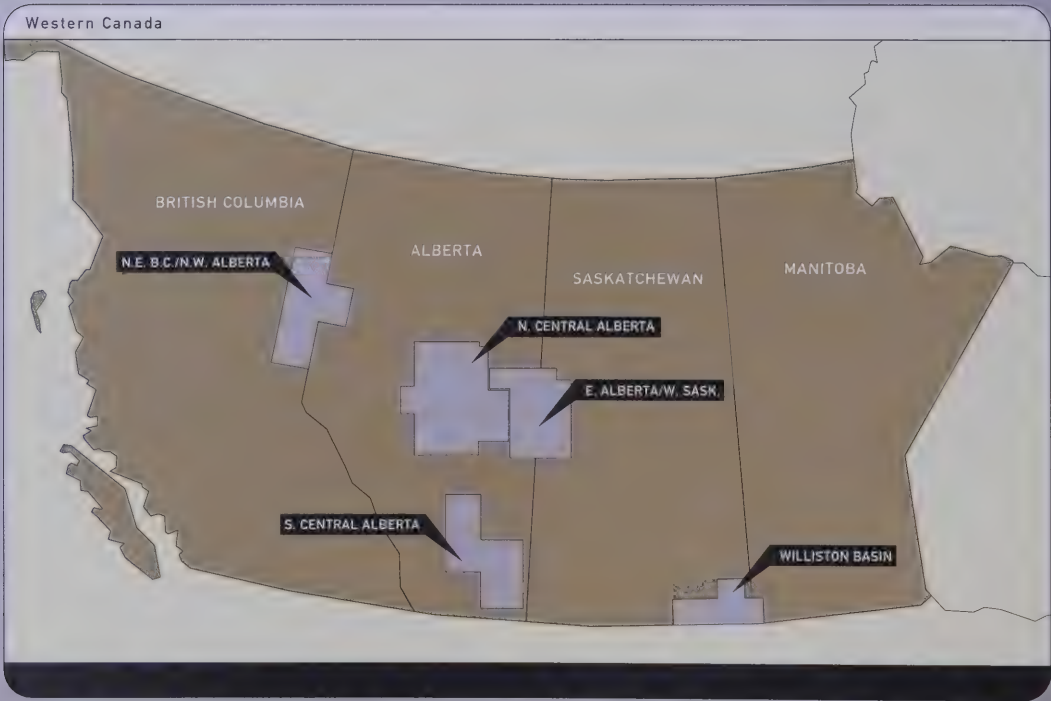 Western Canada
BRITISH COLUMBIA
ALBERTA
N.E. B.C./N.W. ALBERTA
SASKATCHEWAN
MANITOBA
N. CENTRAL ALBERTA
E. ALBERTA/W. SASK.
S. CENTRAL ALBERTA
WILLISTON BASIN